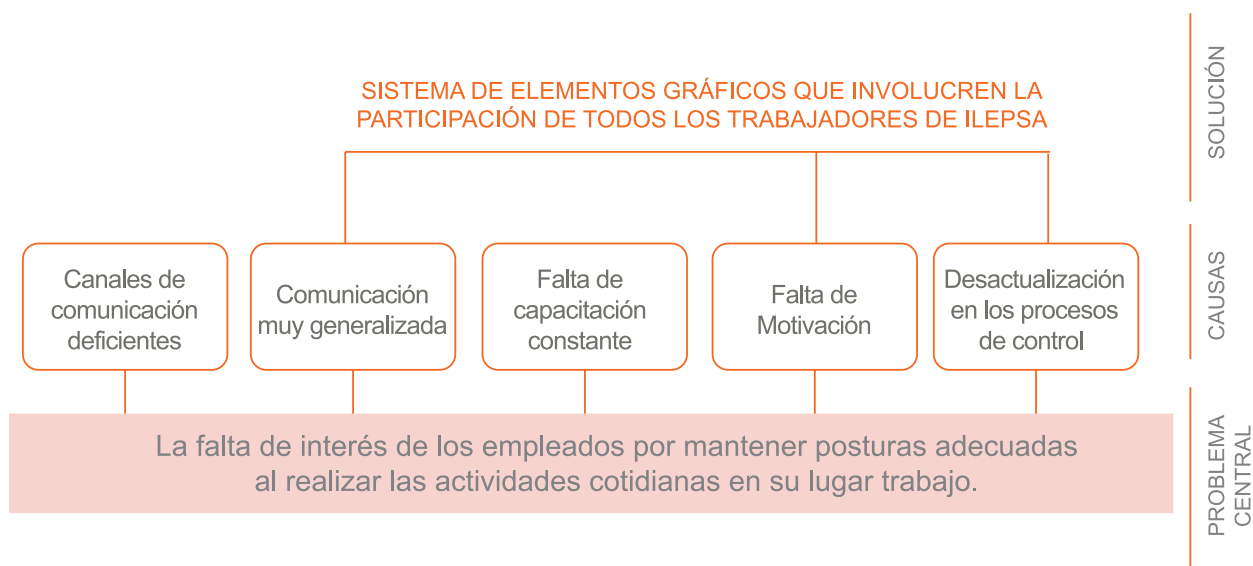 SISTEMA DE ELEMENTOS GRÁFICOS QUE INVOLUCREN LA
PARTICIPACIÓN DE TODOS LOS TRABAJADORES DE ILEPSA
SOLUCIÓN
Canales de
comunicación
deficientes
Comunicación
muy generalizada
Falta de
capacitación
constante
Falta de
Motivación
Desactualización
en los procesos
de control
CAUSAS
La falta de interés de los empleados por mantener posturas adecuadas
al realizar las actividades cotidianas en su lugar trabajo.
PROBLEMA
CENTRAL